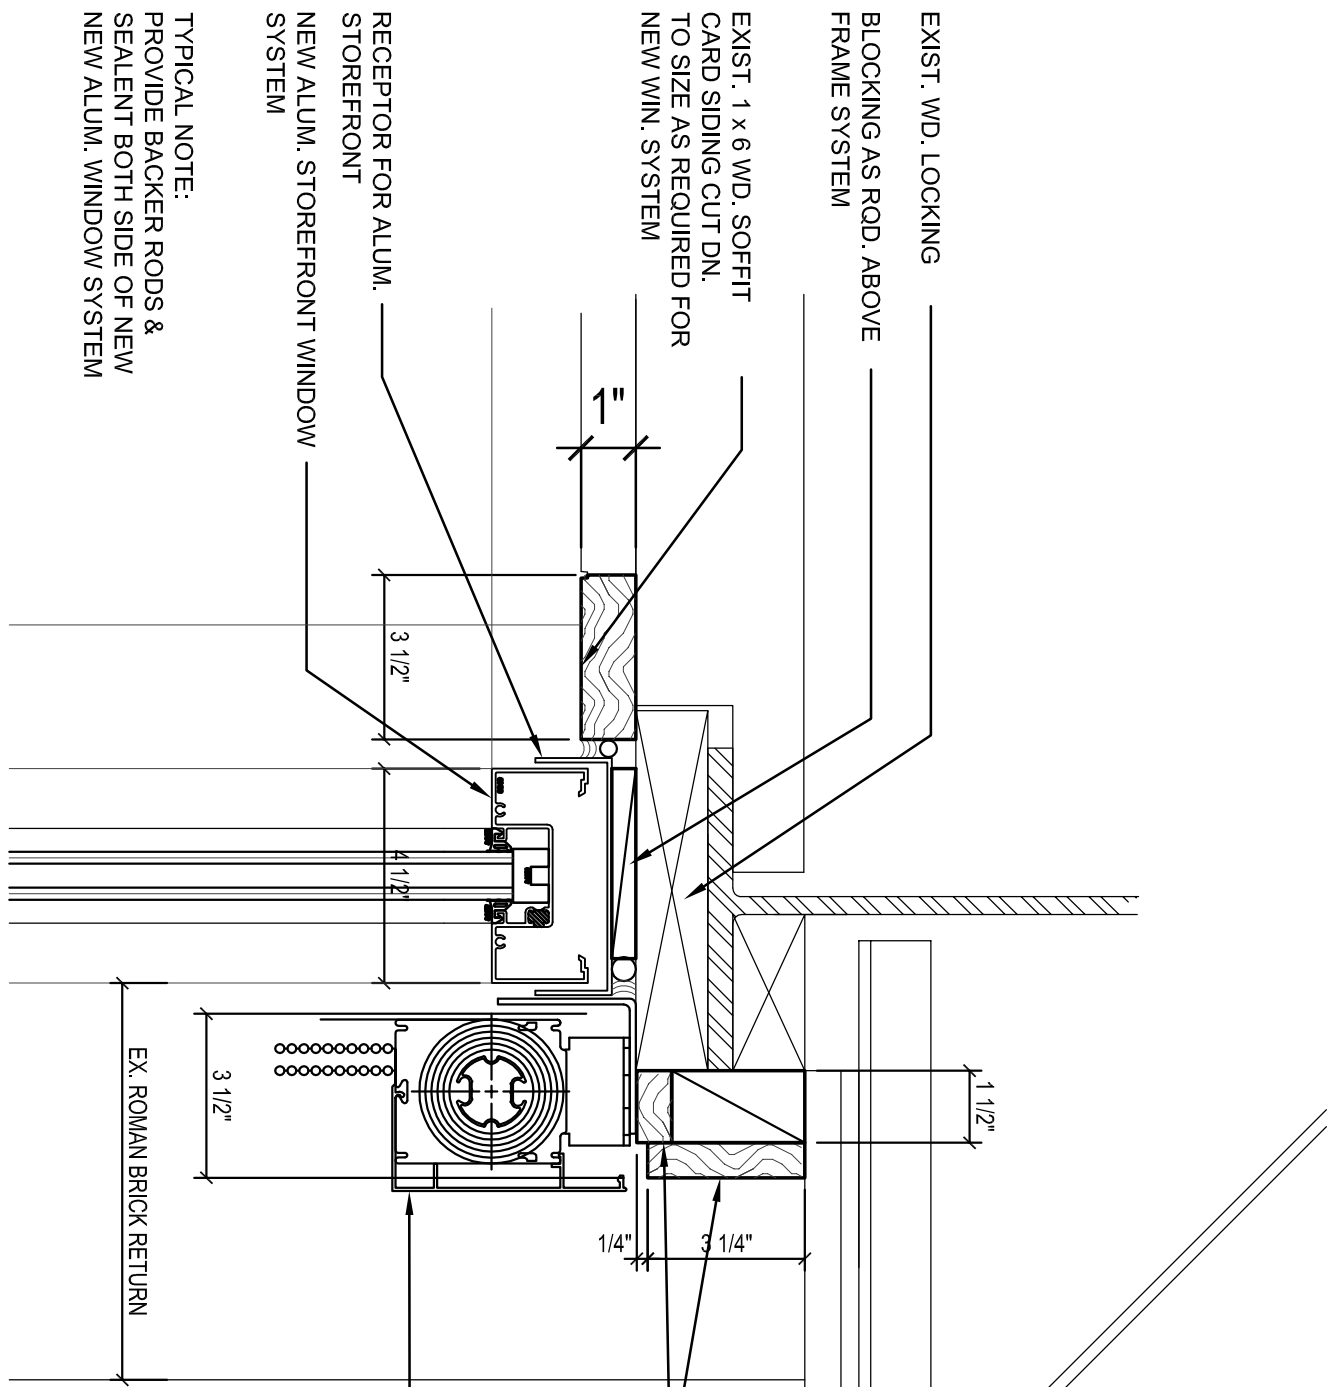 EXIST. WD. LOCKING
BLOCKING AS RQD. ABOVE
FRAME SYSTEM
EXIST. 1 x 6 WD. SOFFIT
CARD SIDING CUT DN.
TO SIZE AS REQUIRED FOR
NEW WIN. SYSTEM
RECEPTOR FOR ALUM.
STOREFRONT
NEW ALUM. STOREFRONT WINDOW
SYSTEM
TYPICAL NOTE:
PROVIDE BACKER RODS &
SEALENT BOTH SIDE OF NEW
NEW ALUM. WINDOW SYSTEM
1"
3 1/2"
4 1/2"
1 1/2"
3 1/2"
EX. ROMAN BRICK RETURN
1/4"
3 1/4"